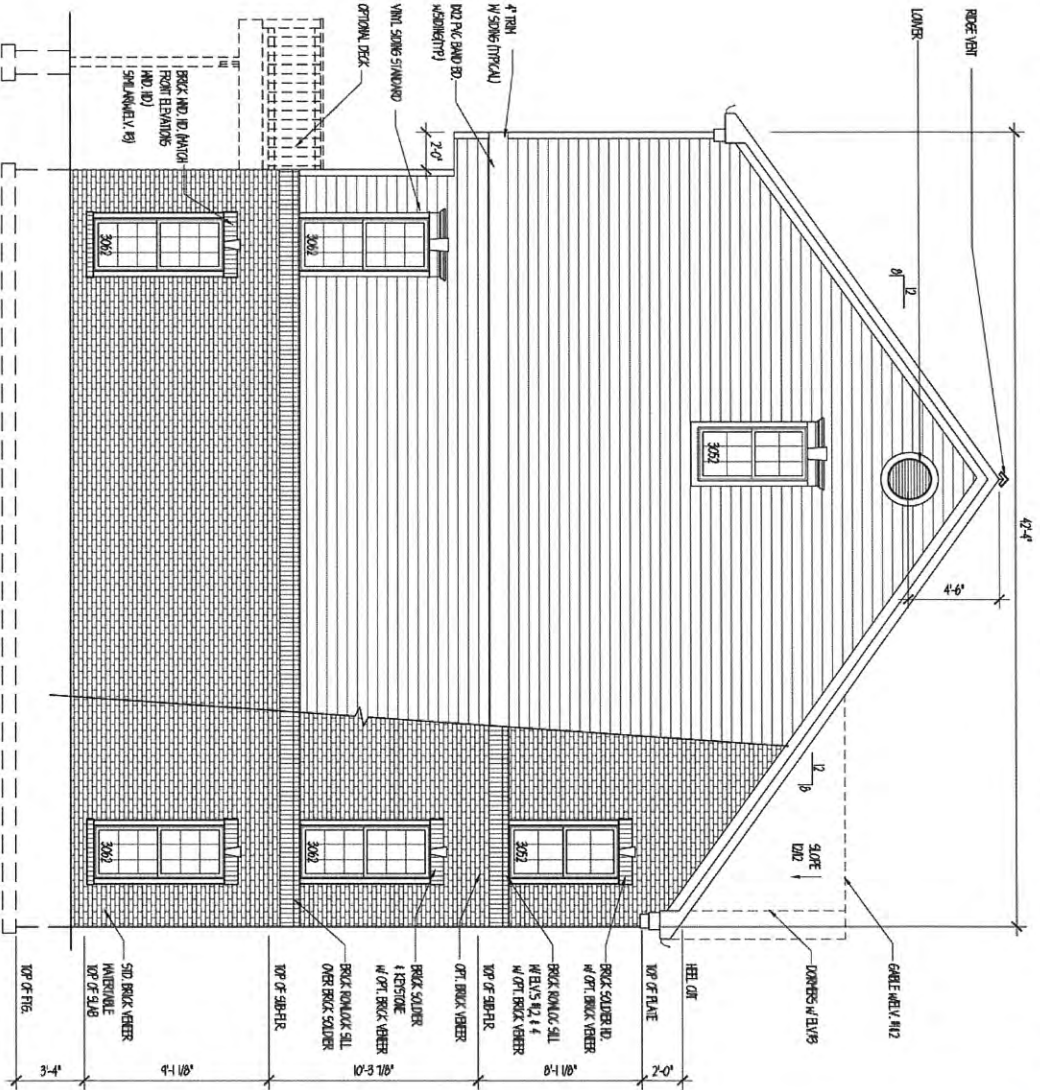 RIDGE VENT
LOUVER
4" TRIM
W/ SIDING (TYPICAL)
1X12 PVC BAND BD.
W/SIDING(TYP.)
VINYL SIDING STANDARD
OPTIONAL DECK
BRICK WND. HD. (MATCH
FRONT ELEVATIONS
WND. HD.)
SIMILAR W/ELV. #3)
42'-4"
4'-6"
2'-0"
8
12
12
8
SLOPE
12/12
3052
3052
3062
3062
3062
3062
GABLE W/ELV. #1&2
DORMERS W/ ELV.#3
HEEL CUT
TOP OF PLATE
BRICK SOLDIER HD.
W/ OPT. BRICK VENEER
BRICK ROWLOCK SILL
W/ ELV.'S #1,2, & 4
W/ OPT. BRICK VENEER
TOP OF SUB-FLR
OPT. BRICK VENEER
BRICK SOLDIER
& KEYSTONE
W/ OPT. BRICK VENEER
BRICK ROWLOCK SILL
OVER BRICK SOLDIER
TOP OF SUB-FLR
STD. BRICK VENEER
WATERTABLE
TOP OF SLAB
TOP OF FTG.
2'-0"
8'-1 1/8"
10'-3 7/8"
9'-1 1/8"
3'-4"